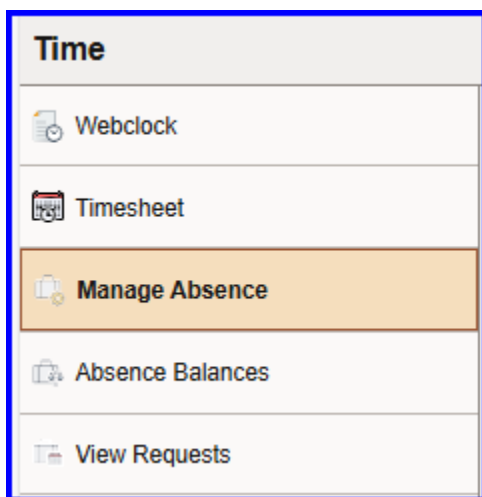 Time
Webclock
Timesheet
Manage Absence
Absence Balances
View Requests